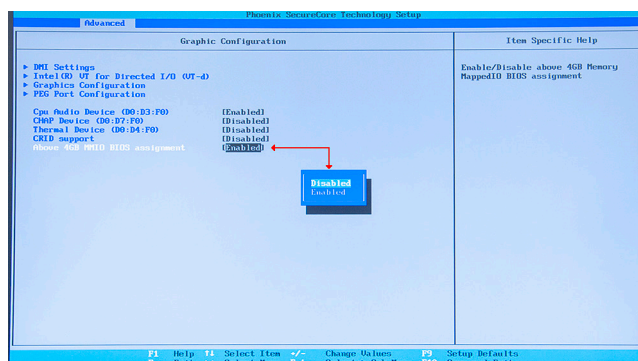 Phoenix SecureCore Technology Setup
Advanced
Graphic Configuration
Item Specific Help
DMI Settings
Intel(R) VT for Directed I/O (VT-d)
Graphics Configuration
PEG Port Configuration
Cpu Audio Device (D0:D3:F0) [Enabled]
CHAP Device (D0:D7:F0) [Disabled]
Thermal Device (D0:D4:F0) [Disabled]
CRID support [Disabled]
Above 4GB MMIO BIOS assignment [Enabled]
Enable/Disable above 4GB Memory
MappedIO BIOS assignment
Disabled
Enabled
F1 Help ↑↓ Select Item +/- Change Values F9 Setup Defaults